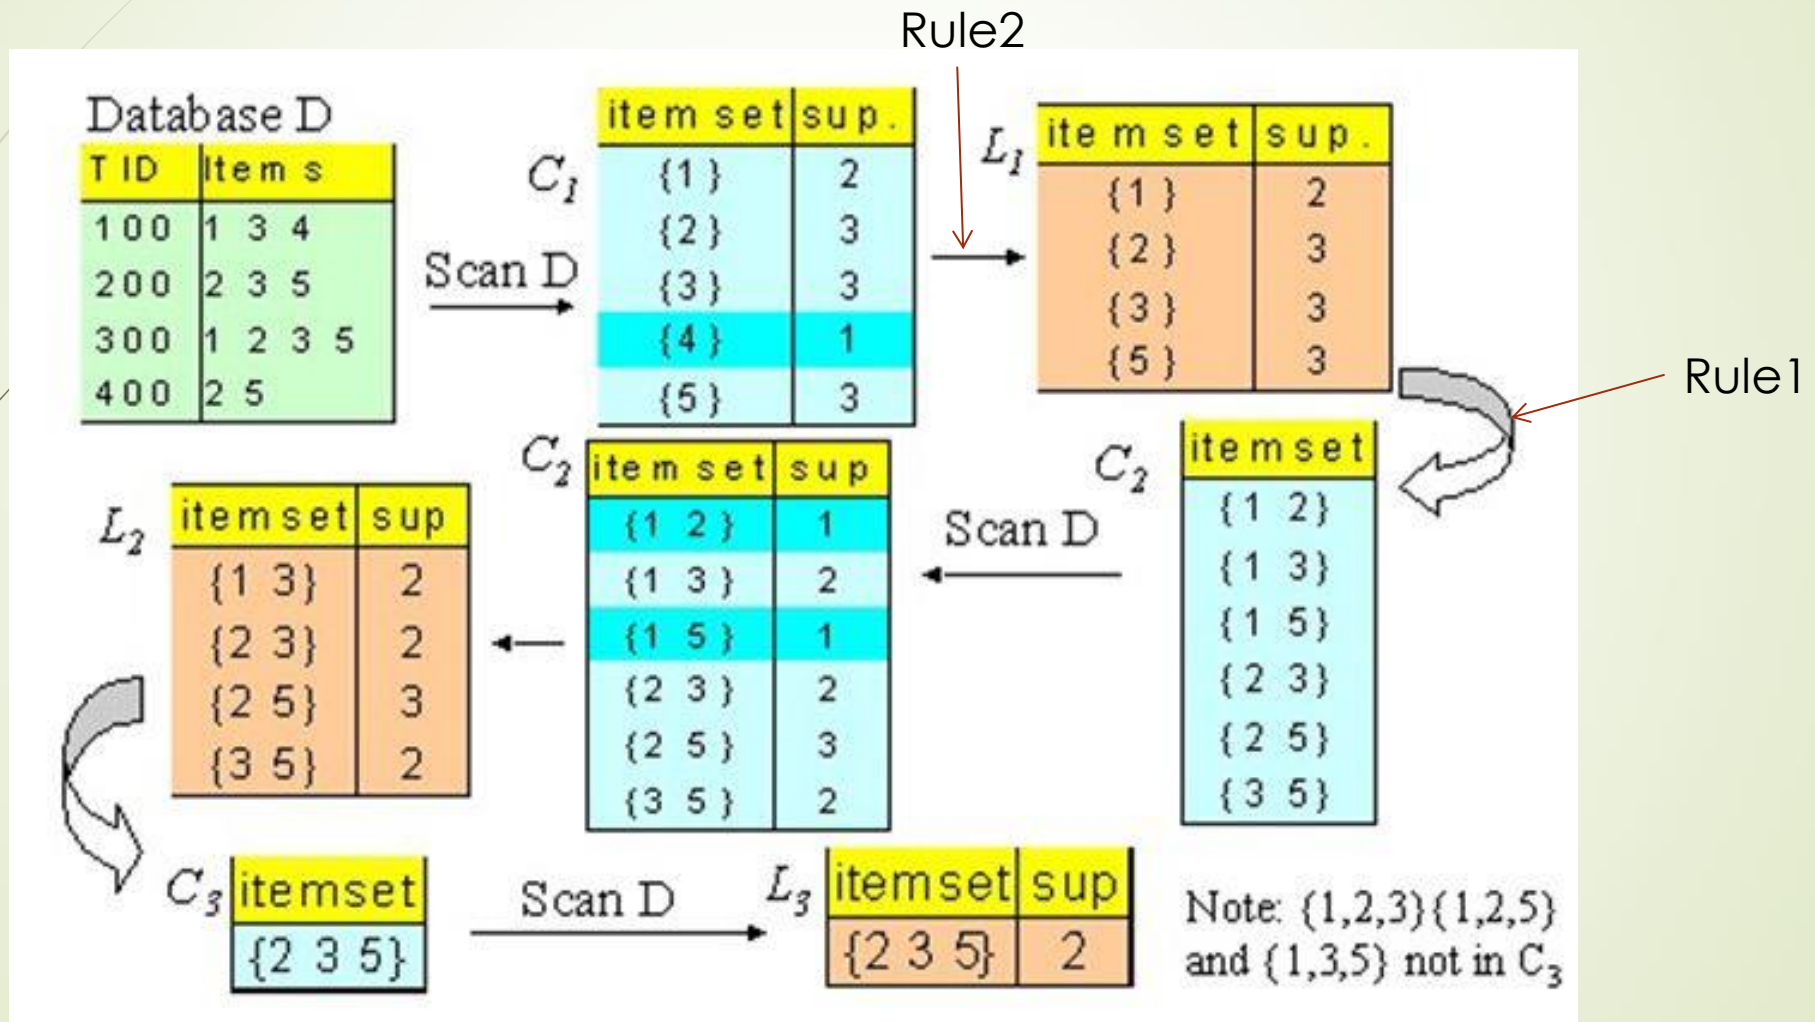 Rule2
Database D
TID Items
100 1 3 4
200 2 3 5
300 1 2 3 5
400 2 5
Scan D
C1
itemset sup.
{1} 2
{2} 3
{3} 3
{4} 1
{5} 3
L1
itemset sup.
{1} 2
{2} 3
{3} 3
{5} 3
Rule1
C2
itemset
{1 2}
{1 3}
{1 5}
{2 3}
{2 5}
{3 5}
Scan D
C2
itemset sup
{1 2} 1
{1 3} 2
{1 5} 1
{2 3} 2
{2 5} 3
{3 5} 2
L2
itemset sup
{1 3} 2
{2 3} 2
{2 5} 3
{3 5} 2
C3
itemset
{2 3 5}
Scan D
L3
itemset sup
{2 3 5} 2
Note: {1,2,3}{1,2,5}
and {1,3,5} not in C3